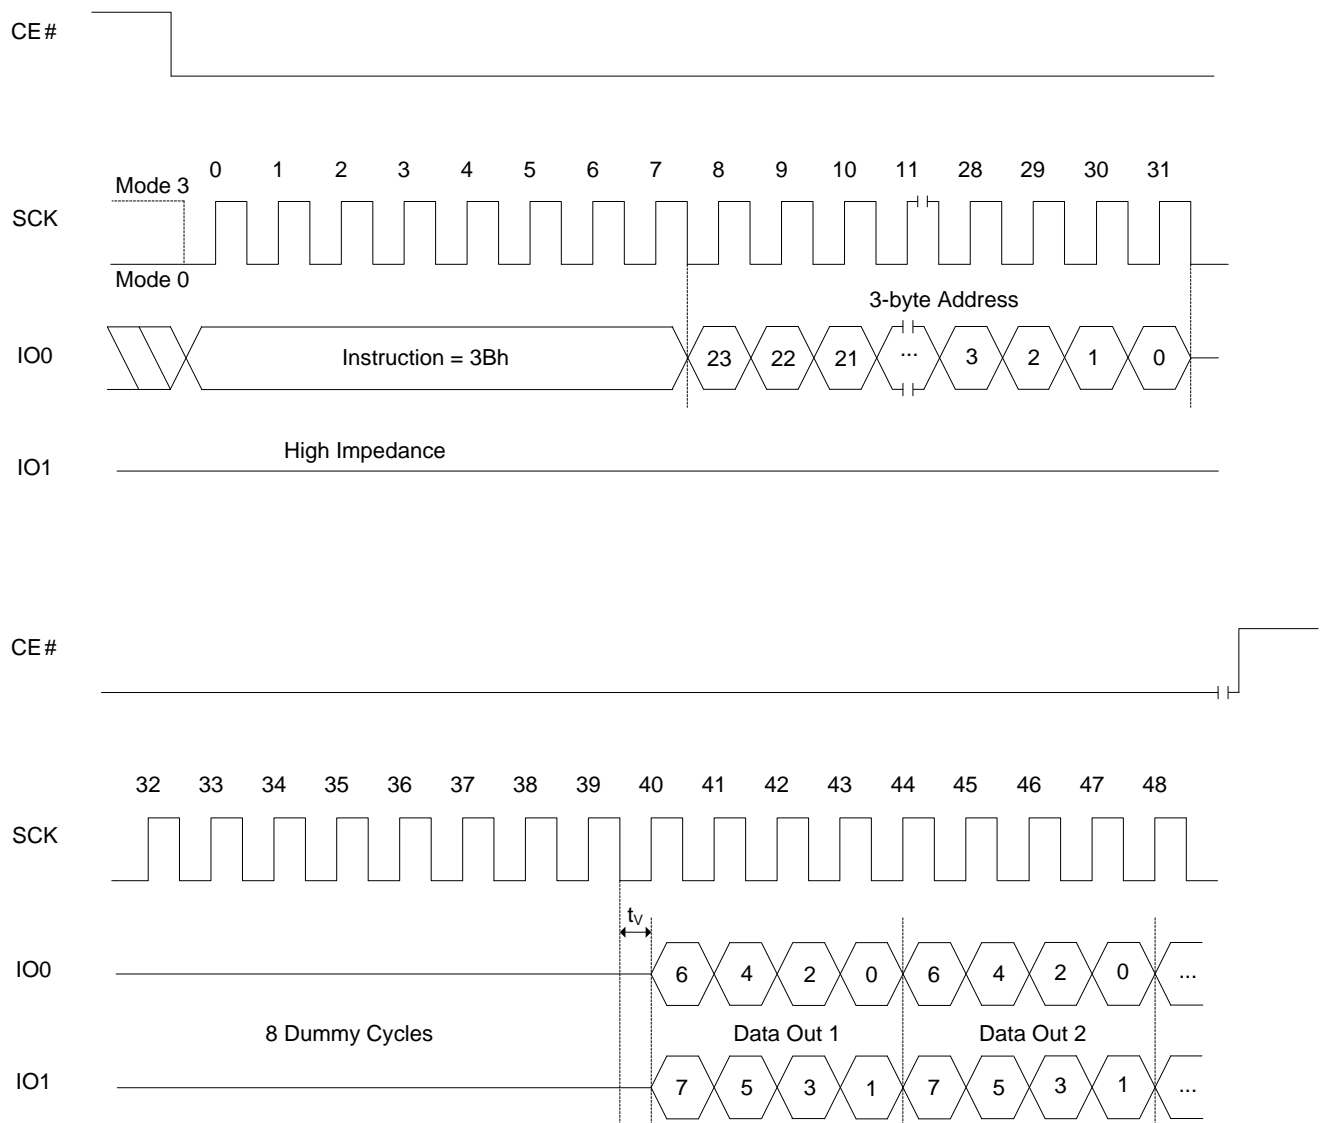 CE#
0 1 2 3 4 5 6 7 8 9 10 11 28 29 30 31
Mode 3
SCK
Mode 0
3-byte Address
IO0 Instruction = 3Bh 23 22 21 ... 3 2 1 0
High Impedance
IO1
CE#
32 33 34 35 36 37 38 39 40 41 42 43 44 45 46 47 48
SCK
tV
IO0 6 4 2 0 6 4 2 0 ...
8 Dummy Cycles Data Out 1 Data Out 2
IO1 7 5 3 1 7 5 3 1 ...